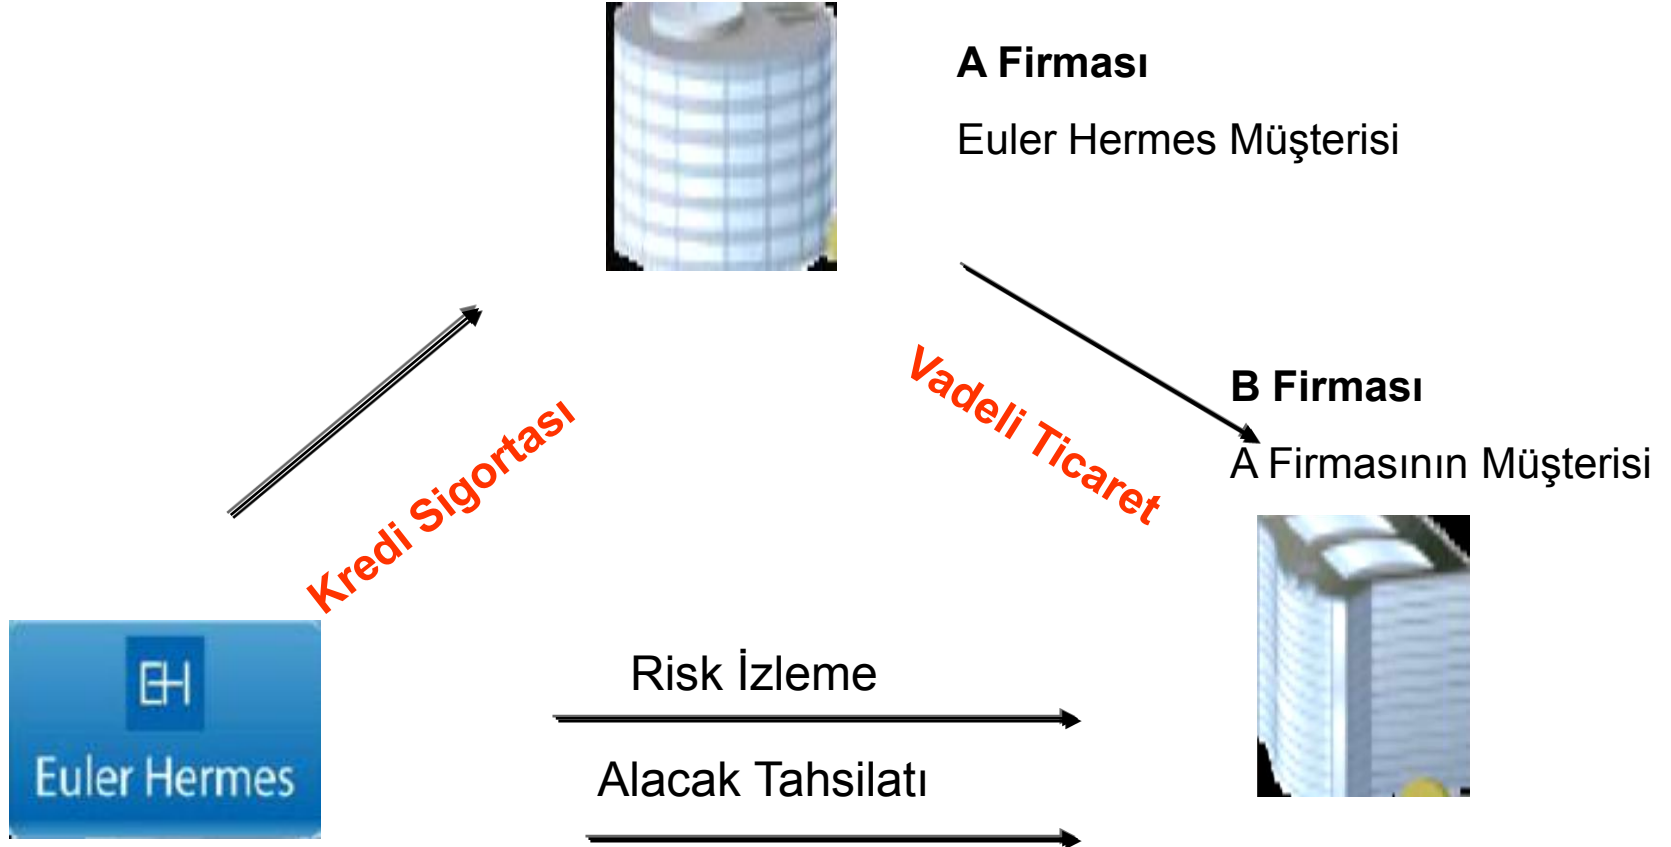 A Firması
Euler Hermes Müşterisi
Vadeli Ticaret
B Firması
A Firmasının Müşterisi
Kredi Sigortası
EH
Euler Hermes
Risk İzleme
Alacak Tahsilatı